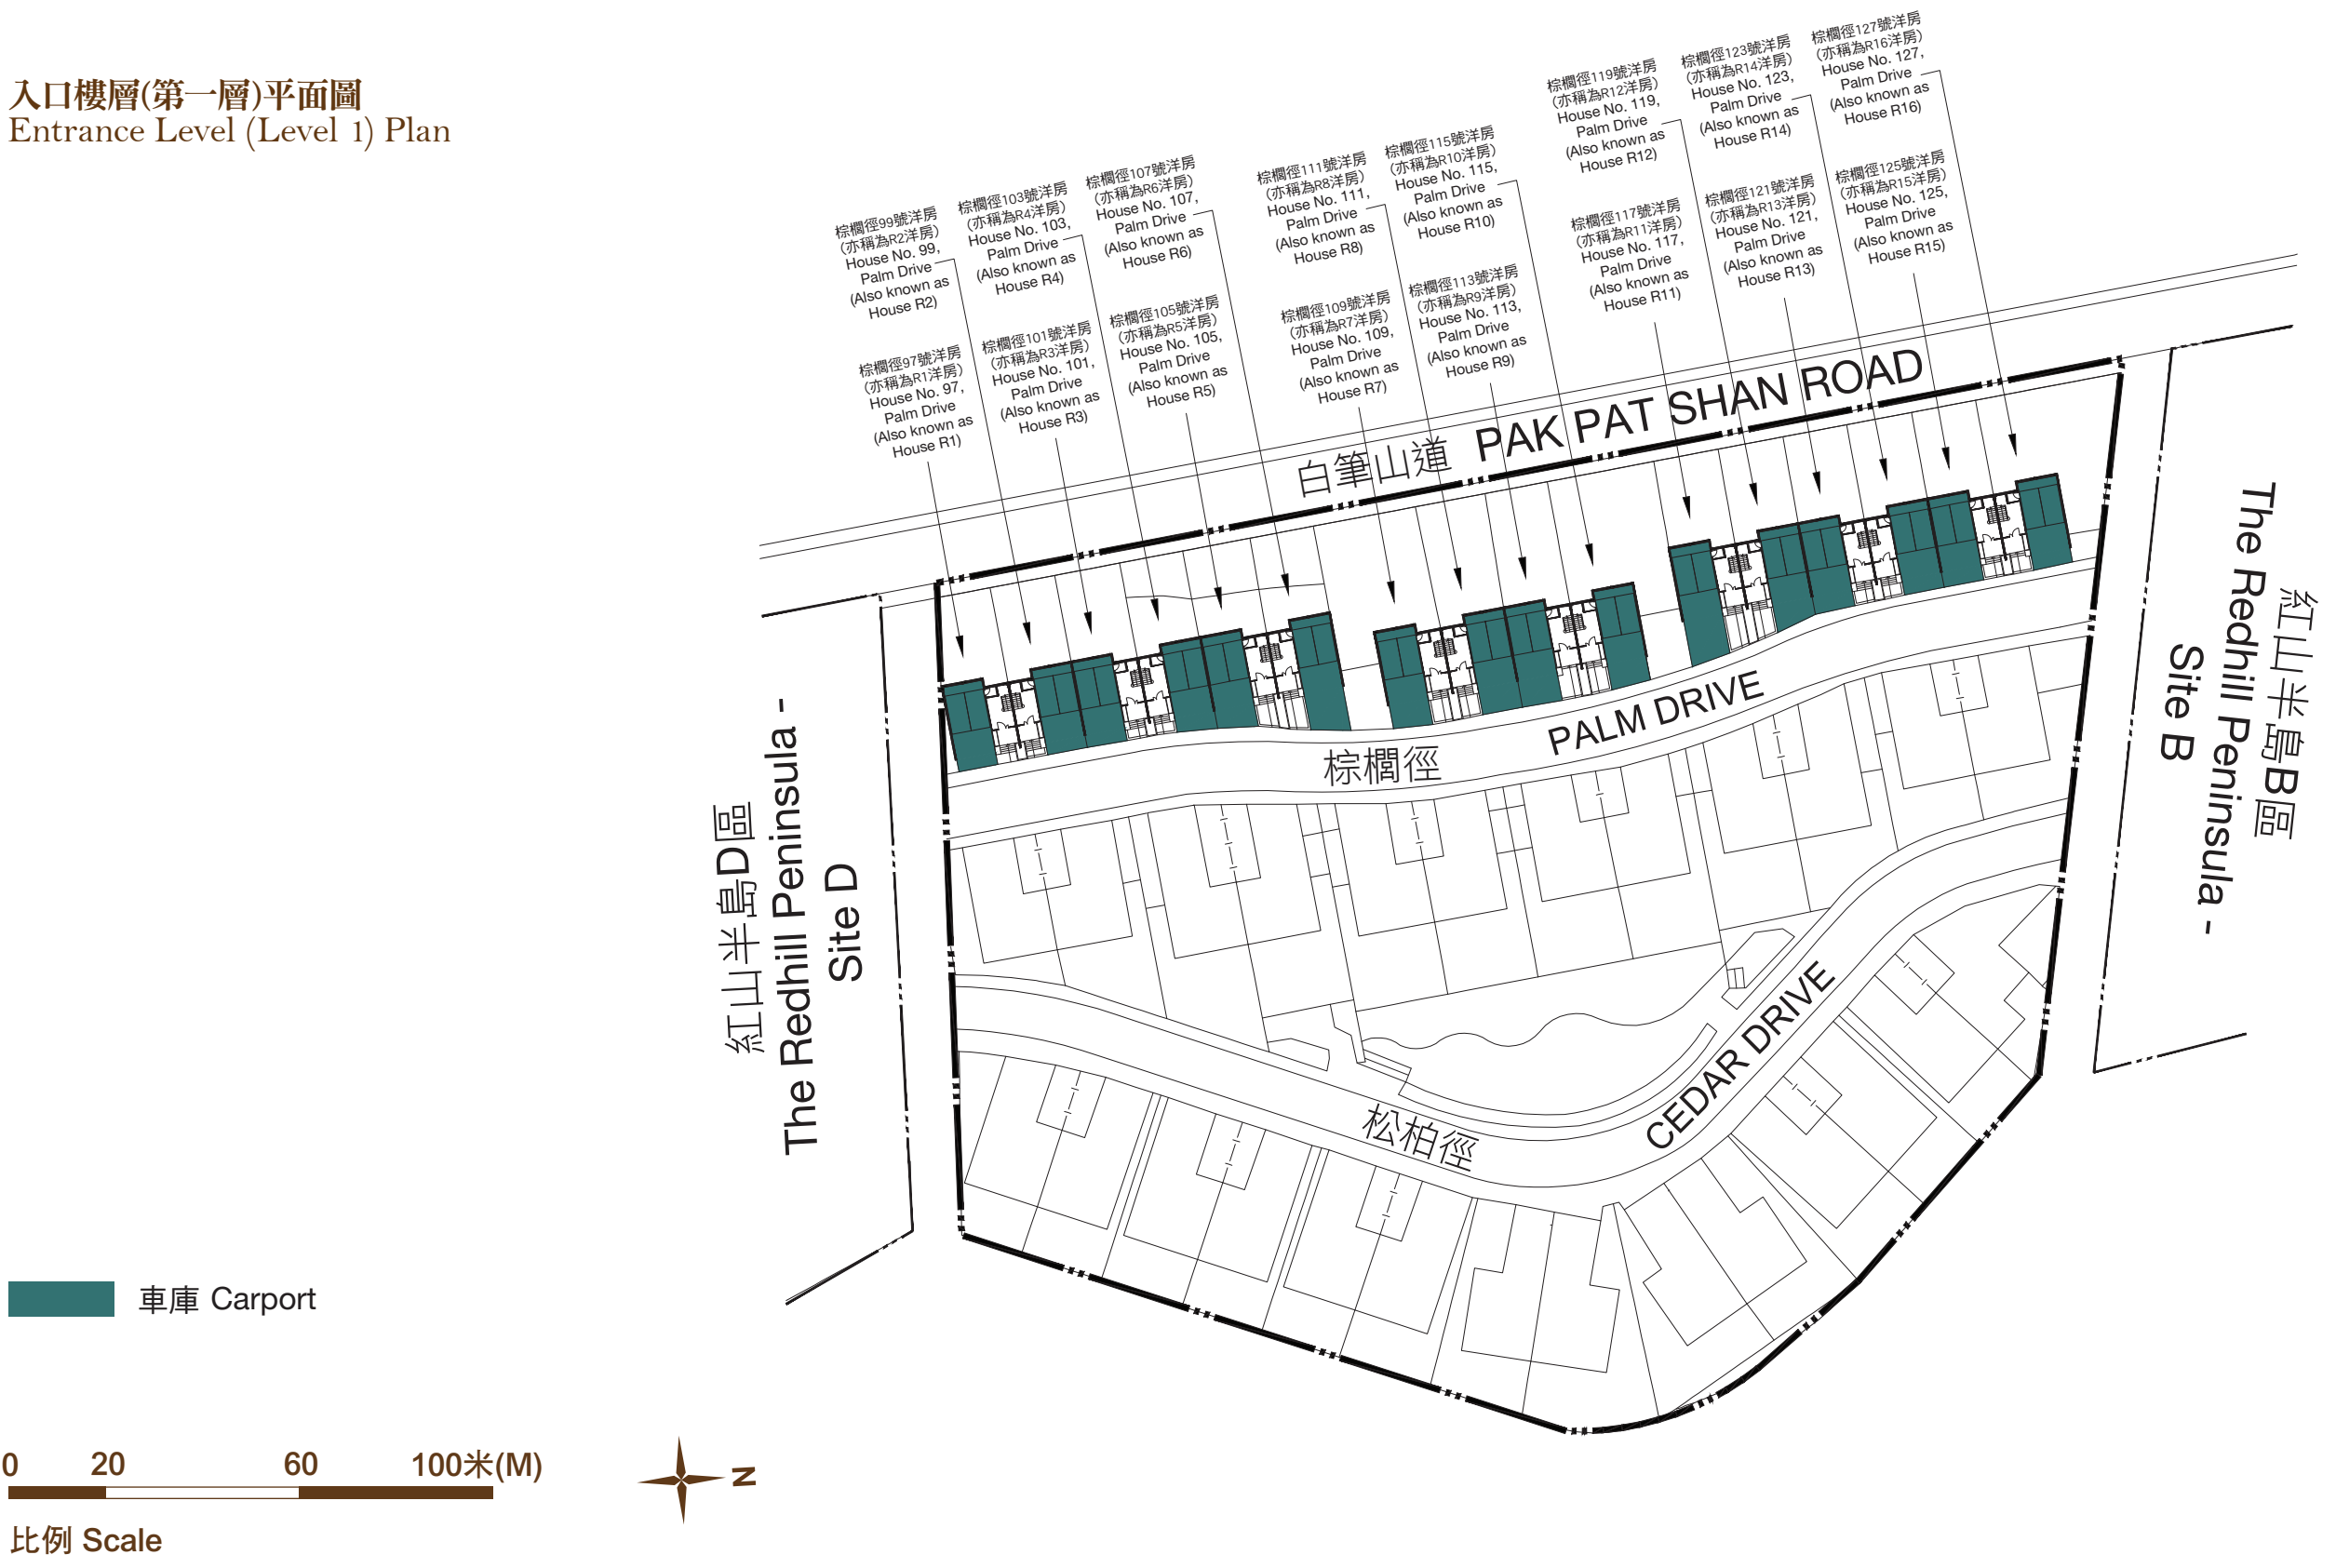 入口樓層(第一層)平面圖
Entrance Level (Level 1) Plan
棕櫚徑99號洋房
(亦稱為R2洋房)
House No. 99,
Palm Drive
(Also known as
House R2)
棕櫚徑103號洋房
(亦稱為R4洋房)
House No. 103,
Palm Drive
(Also known as
House R4)
棕櫚徑107號洋房
(亦稱為R6洋房)
House No. 107,
Palm Drive
(Also known as
House R6)
棕櫚徑111號洋房
(亦稱為R8洋房)
House No. 111,
Palm Drive
(Also known as
House R8)
棕櫚徑115號洋房
(亦稱為R10洋房)
House No. 115,
Palm Drive
(Also known as
House R10)
棕櫚徑119號洋房
(亦稱為R12洋房)
House No. 119,
Palm Drive
(Also known as
House R12)
棕櫚徑123號洋房
(亦稱為R14洋房)
House No. 123,
Palm Drive
(Also known as
House R14)
棕櫚徑127號洋房
(亦稱為R16洋房)
House No. 127,
Palm Drive
(Also known as
House R16)
棕櫚徑97號洋房
(亦稱為R1洋房)
House No. 97,
Palm Drive
(Also known as
House R1)
棕櫚徑101號洋房
(亦稱為R3洋房)
House No. 101,
Palm Drive
(Also known as
House R3)
棕櫚徑105號洋房
(亦稱為R5洋房)
House No. 105,
Palm Drive
(Also known as
House R5)
棕櫚徑109號洋房
(亦稱為R7洋房)
House No. 109,
Palm Drive
(Also known as
House R7)
棕櫚徑113號洋房
(亦稱為R9洋房)
House No. 113,
Palm Drive
(Also known as
House R9)
棕櫚徑117號洋房
(亦稱為R11洋房)
House No. 117,
Palm Drive
(Also known as
House R11)
棕櫚徑121號洋房
(亦稱為R13洋房)
House No. 121,
Palm Drive
(Also known as
House R13)
棕櫚徑125號洋房
(亦稱為R15洋房)
House No. 125,
Palm Drive
(Also known as
House R15)
白筆山道 PAK PAT SHAN ROAD
棕櫚徑 PALM DRIVE
松柏徑 CEDAR DRIVE
紅山半島D區
The Redhill Peninsula -
Site D
紅山半島B區
The Redhill Peninsula -
Site B
車庫 Carport
0 20 60 100米(M)
比例 Scale
N